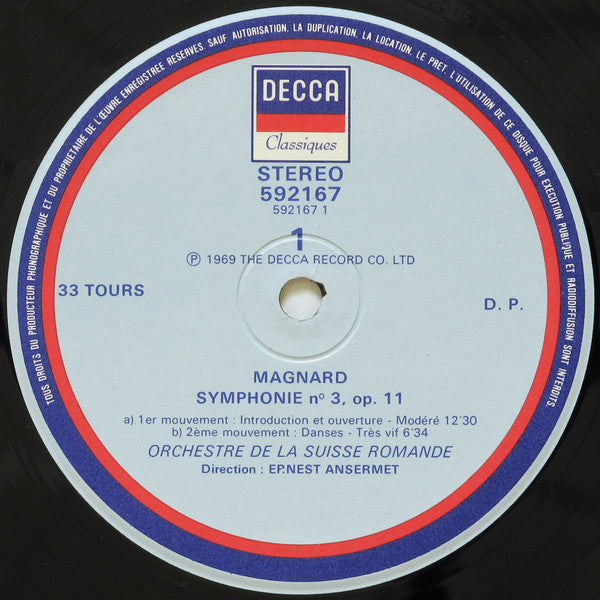 TOUS DROITS DU PRODUCTEUR PHONOGRAPHIQUE ET DU PROPRIETAIRE DE L'ŒUVRE ENREGISTREE RESERVES. SAUF AUTORISATION, LA DUPLICATION, LA LOCATION, LE PRET, L'UTILISATION DE CE DISQUE POUR EXECUTION PUBLIQUE ET RADIODIFFUSION SONT INTERDITS
DECCA
Classiques
STEREO
592167
592167 1
1
℗ 1969 THE DECCA RECORD CO. LTD
33 TOURS
D. P.
MAGNARD
SYMPHONIE nº 3, op. 11
a) 1er mouvement : Introduction et ouverture - Modéré 12'30
b) 2ème mouvement : Danses - Très vif 6'34
ORCHESTRE DE LA SUISSE ROMANDE
Direction : ERNEST ANSERMET